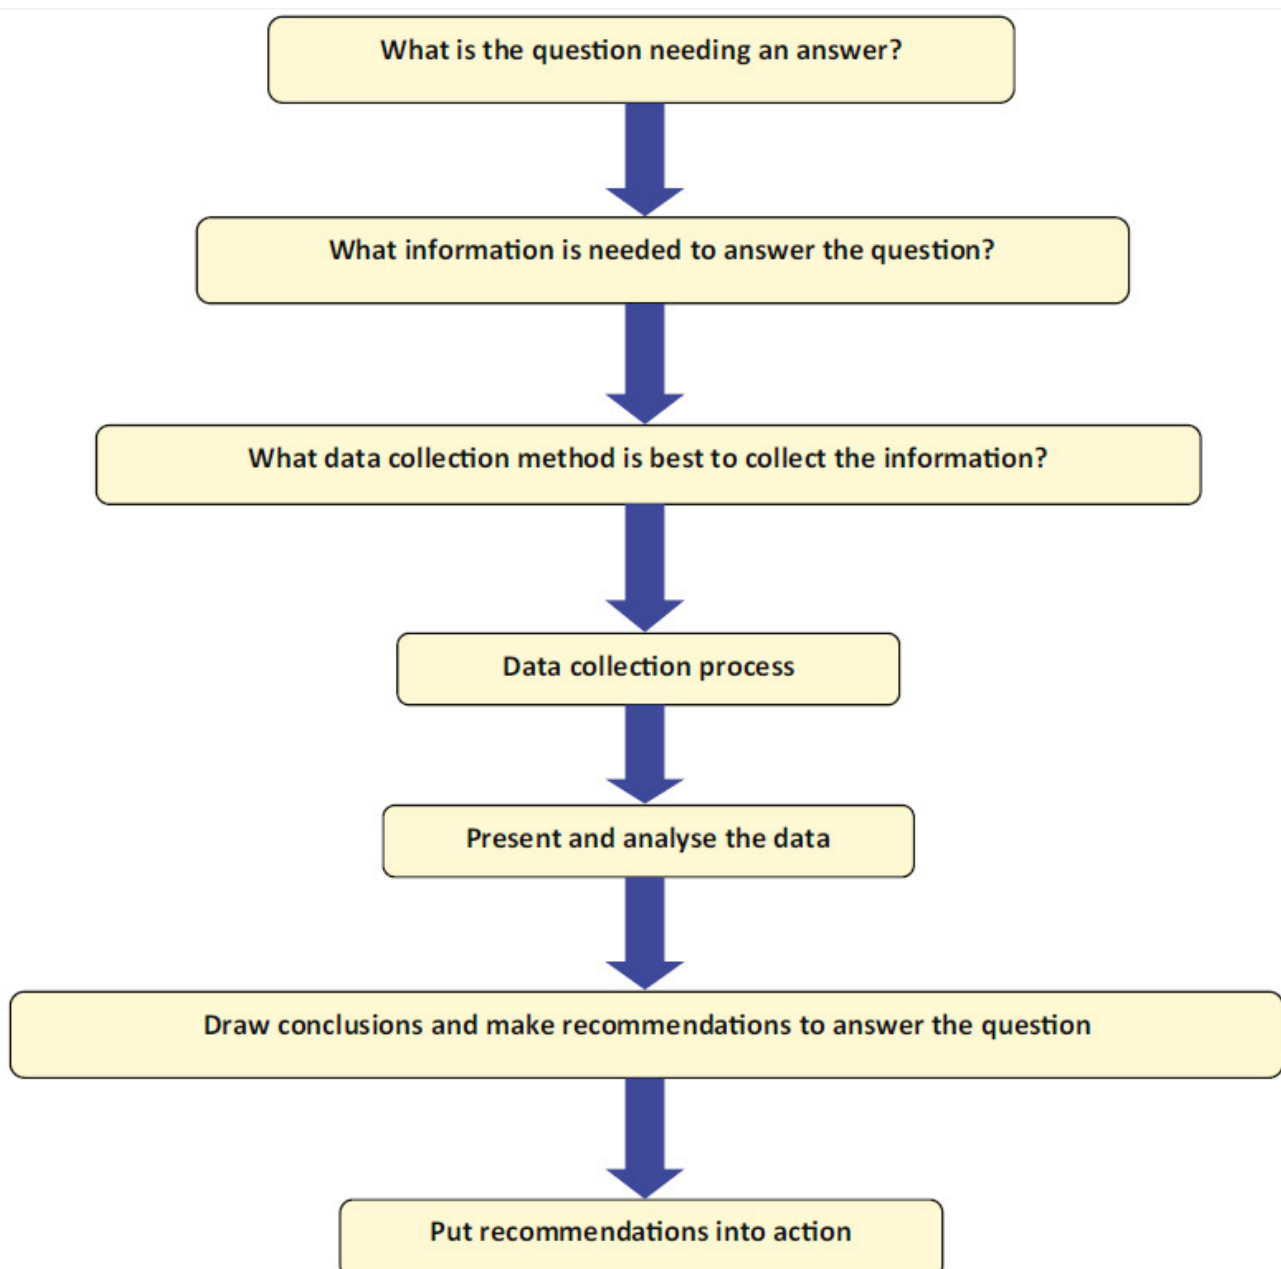 What is the question needing an answer?
What information is needed to answer the question?
What data collection method is best to collect the information?
Data collection process
Present and analyse the data
Draw conclusions and make recommendations to answer the question
Put recommendations into action